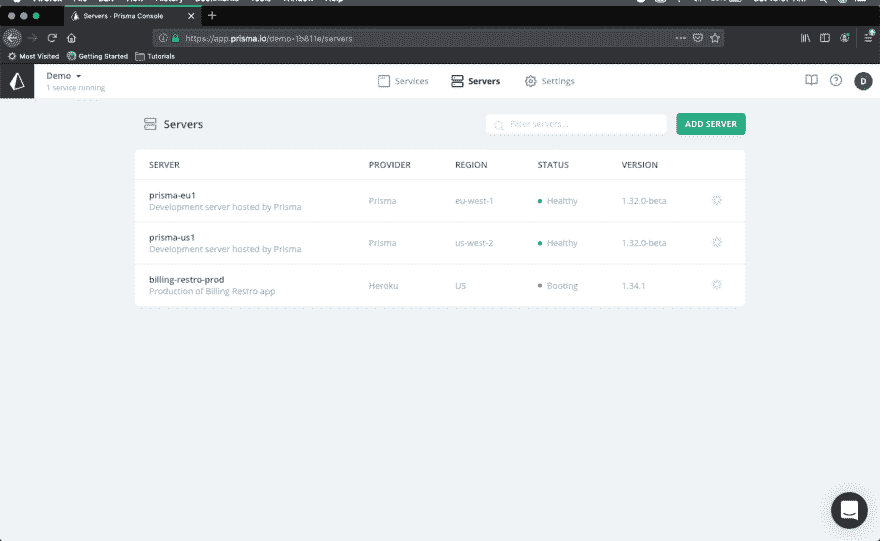 Servers - Prisma Console
https://app.prisma.io/demo-1b811e/servers
Most Visited Getting Started Tutorials
Demo
1 service running
Services Servers Settings
D
Servers
Filter servers...
ADD SERVER
SERVER PROVIDER REGION STATUS VERSION
prisma-eu1
Development server hosted by Prisma
Prisma eu-west-1 Healthy 1.32.0-beta
prisma-us1
Development server hosted by Prisma
Prisma us-west-2 Healthy 1.32.0-beta
billing-restro-prod
Production of Billing Restro app
Heroku US Booting 1.34.1